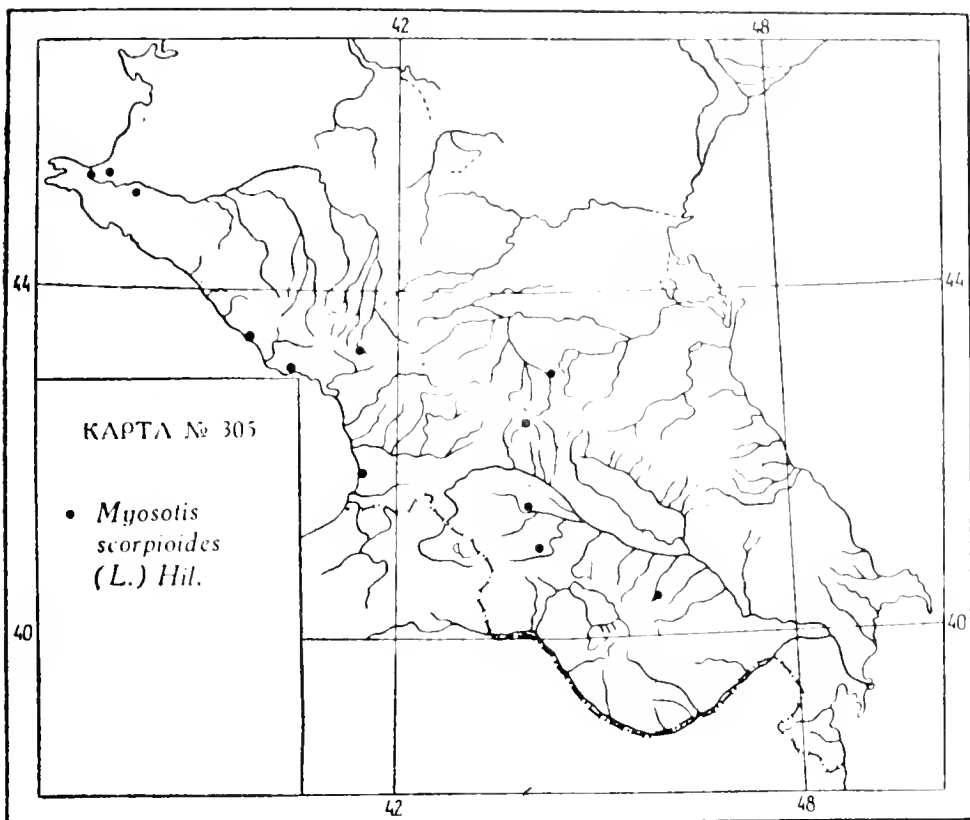 42 48
44 44
КАРТА № 305
• Myosotis
scorpioides
(L.) Hil.
40 40
42 48